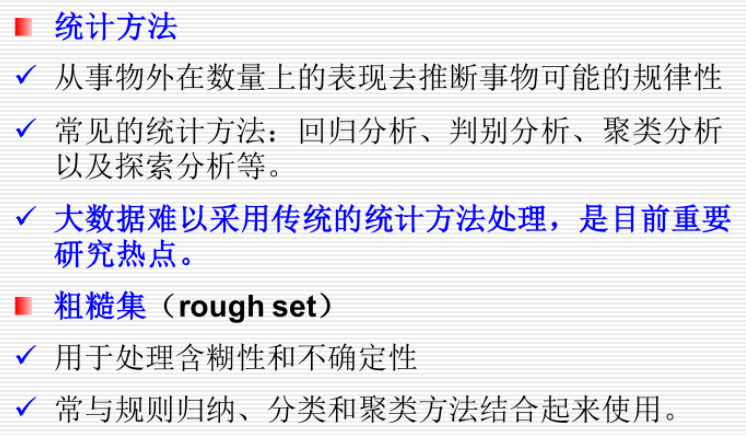 统计方法
从事物外在数量上的表现去推断事物可能的规律性
常见的统计方法：回归分析、判别分析、聚类分析
以及探索分析等。
大数据难以采用传统的统计方法处理，是目前重要
研究热点。
粗糙集（rough set）
用于处理含糊性和不确定性
常与规则归纳、分类和聚类方法结合起来使用。